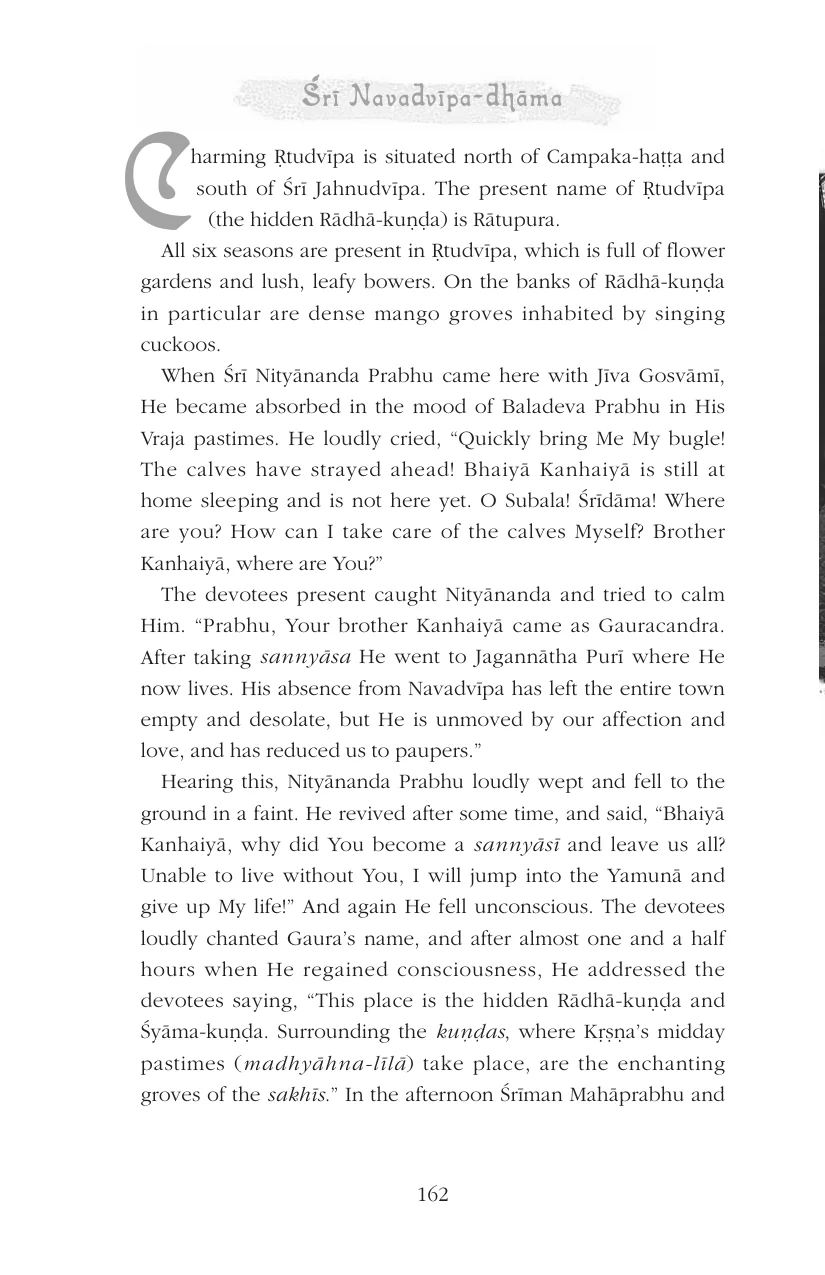 Śrī Navadvīpa-dhāma
Charming Ṛtudvīpa is situated north of Campaka-haṭṭa and
south of Śrī Jahnudvīpa. The present name of Ṛtudvīpa
(the hidden Rādhā-kuṇḍa) is Rātupura.
All six seasons are present in Ṛtudvīpa, which is full of flower
gardens and lush, leafy bowers. On the banks of Rādhā-kuṇḍa
in particular are dense mango groves inhabited by singing
cuckoos.
When Śrī Nityānanda Prabhu came here with Jīva Gosvāmī,
He became absorbed in the mood of Baladeva Prabhu in His
Vraja pastimes. He loudly cried, “Quickly bring Me My bugle!
The calves have strayed ahead! Bhaiyā Kanhaiyā is still at
home sleeping and is not here yet. O Subala! Śrīdāma! Where
are you? How can I take care of the calves Myself? Brother
Kanhaiyā, where are You?”
The devotees present caught Nityānanda and tried to calm
Him. “Prabhu, Your brother Kanhaiyā came as Gauracandra.
After taking sannyāsa He went to Jagannātha Purī where He
now lives. His absence from Navadvīpa has left the entire town
empty and desolate, but He is unmoved by our affection and
love, and has reduced us to paupers.”
Hearing this, Nityānanda Prabhu loudly wept and fell to the
ground in a faint. He revived after some time, and said, “Bhaiyā
Kanhaiyā, why did You become a sannyāsī and leave us all?
Unable to live without You, I will jump into the Yamunā and
give up My life!” And again He fell unconscious. The devotees
loudly chanted Gaura’s name, and after almost one and a half
hours when He regained consciousness, He addressed the
devotees saying, “This place is the hidden Rādhā-kuṇḍa and
Śyāma-kuṇḍa. Surrounding the kuṇḍas, where Kṛṣṇa’s midday
pastimes (madhyāhna-līlā) take place, are the enchanting
groves of the sakhīs.” In the afternoon Śrīman Mahāprabhu and
162